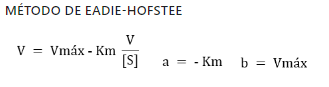 MÉTODO DE EADIE-HOFSTEE
V = Vmáx - Km V/[S] a = - Km b = Vmáx